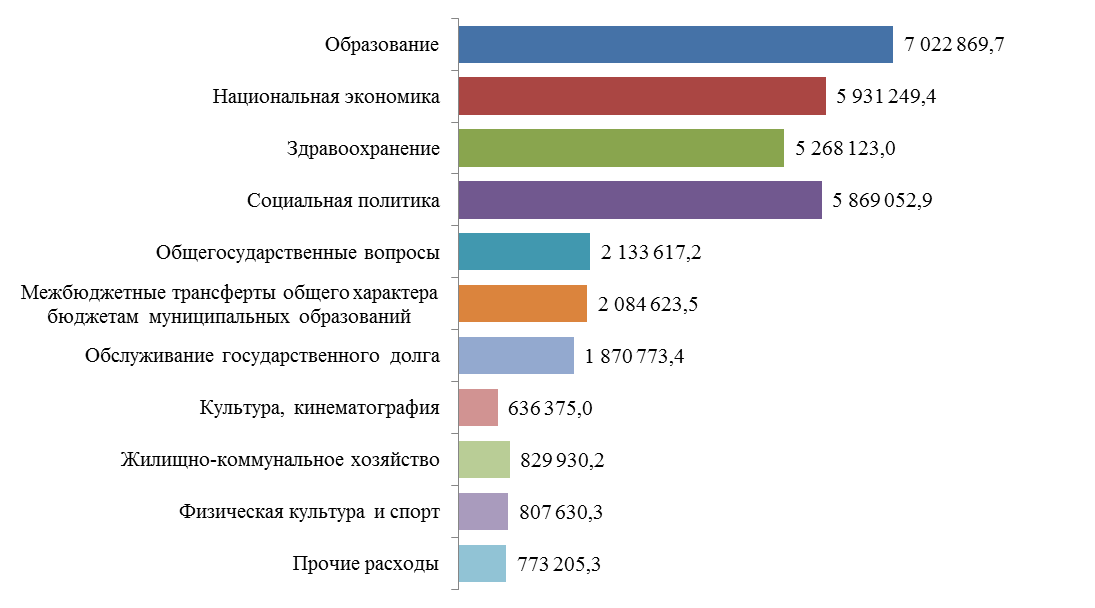 Образование
7 022 869,7
Национальная экономика
5 931 249,4
Здравоохранение
5 268 123,0
Социальная политика
5 869 052,9
Общегосударственные вопросы
2 133 617,2
Межбюджетные трансферты общего характера
бюджетам муниципальных образований
2 084 623,5
Обслуживание государственного долга
1 870 773,4
Культура, кинематография
636 375,0
Жилищно-коммунальное хозяйство
829 930,2
Физическая культура и спорт
807 630,3
Прочие расходы
773 205,3